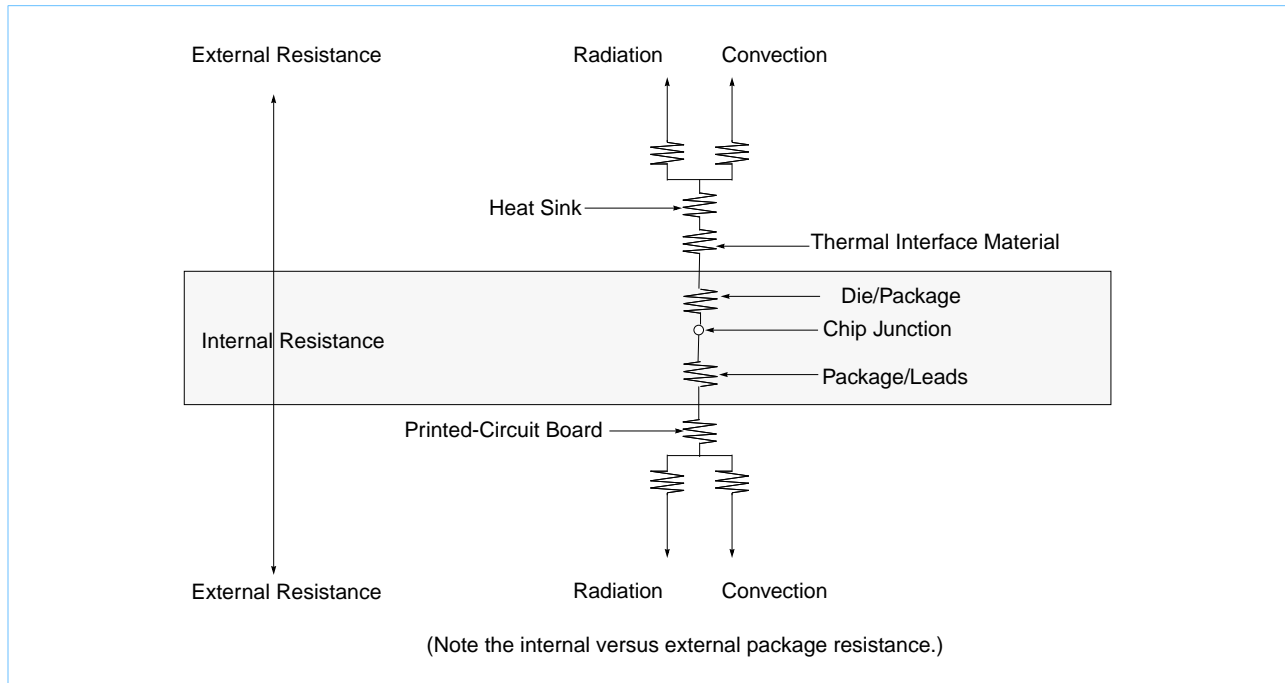 External Resistance
Radiation
Convection
Heat Sink
Thermal Interface Material
Die/Package
Chip Junction
Internal Resistance
Package/Leads
Printed-Circuit Board
External Resistance
Radiation
Convection
(Note the internal versus external package resistance.)